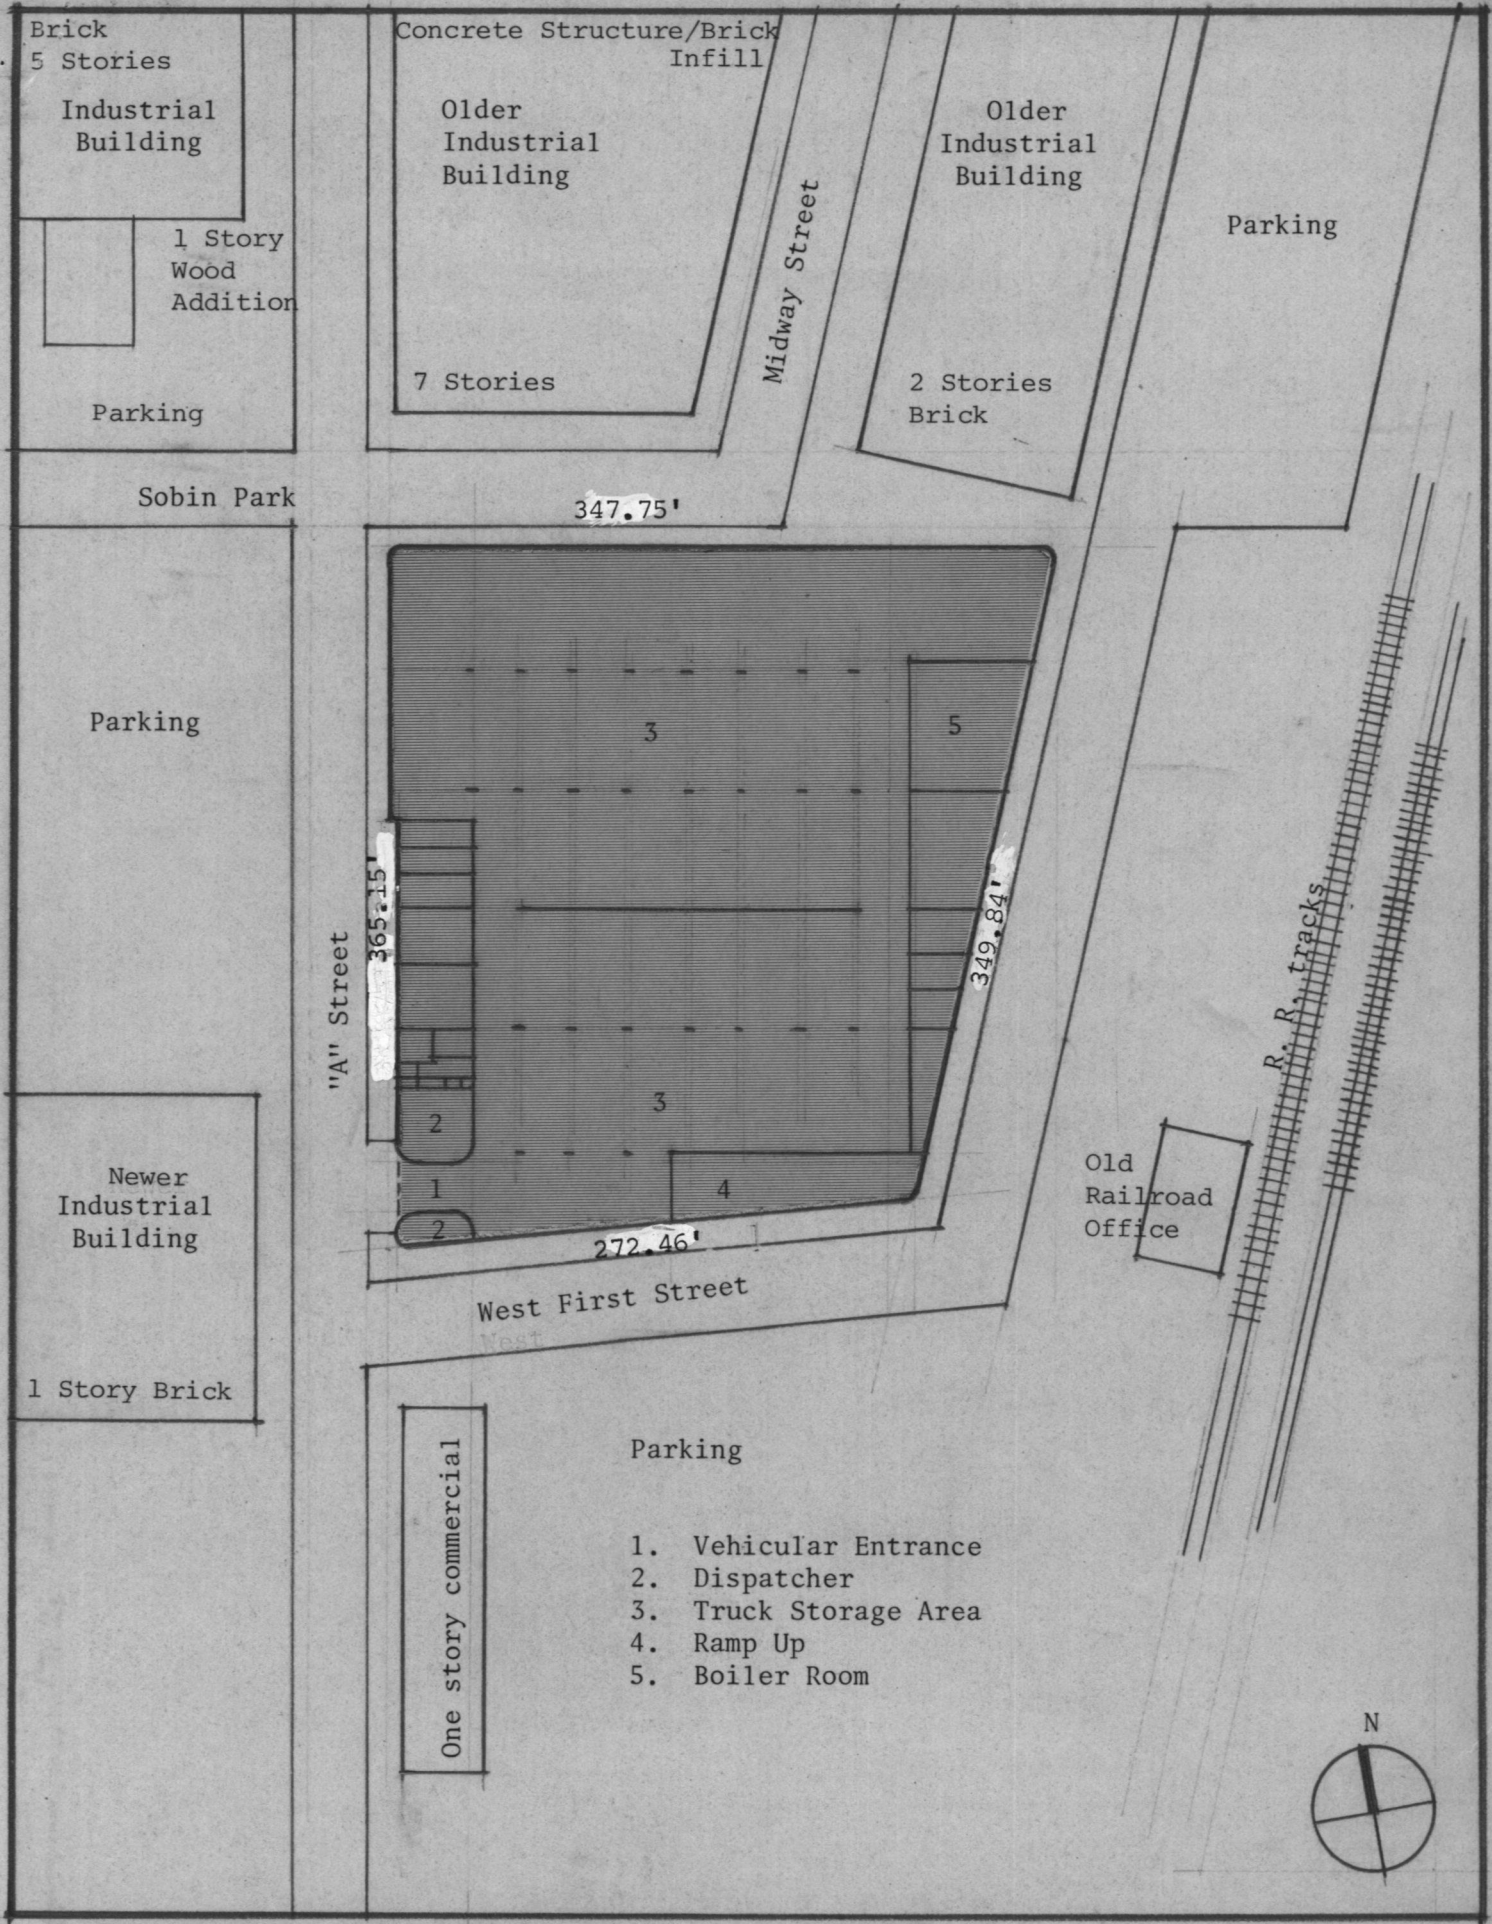 Brick
5 Stories
Industrial
Building
1 Story
Wood
Addition
Parking
Concrete Structure/Brick
Infill
Older
Industrial
Building
7 Stories
Midway Street
Older
Industrial
Building
2 Stories
Brick
Parking
Sobin Park
347.75'
Parking
3
5
365.15'
"A" Street
349.84'
R. R. tracks
3
2
1
4
2
272.46'
West First Street
Newer
Industrial
Building
1 Story Brick
Old
Railroad
Office
One story commercial
Parking
1. Vehicular Entrance
2. Dispatcher
3. Truck Storage Area
4. Ramp Up
5. Boiler Room
N